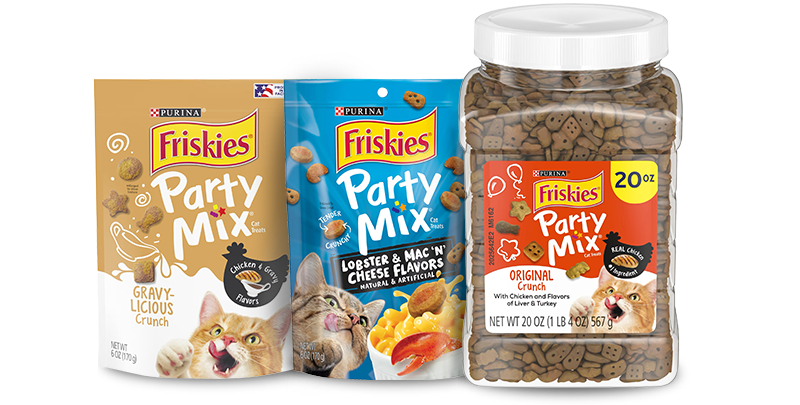 PURINA
Friskies
Party
Mix
Cat
Treats
Chicken & Gravy
Flavors
GRAVY-
LICIOUS
Crunch
NET WT
6 OZ (170 g)
PURINA
Friskies
Party
Mix
Cat
Treats
TENDER
CRUNCHY
LOBSTER & MAC 'N'
CHEESE FLAVORS
NATURAL & ARTIFICIAL
NET WT
6 OZ (170 g)
PURINA
Friskies
20 OZ
Party
Mix
Cat Treats
REAL Chicken
#1 Ingredient
ORIGINAL
Crunch
With Chicken and Flavors
of Liver & Turkey
NET WT 20 OZ (1 LB 4 OZ) 567 g